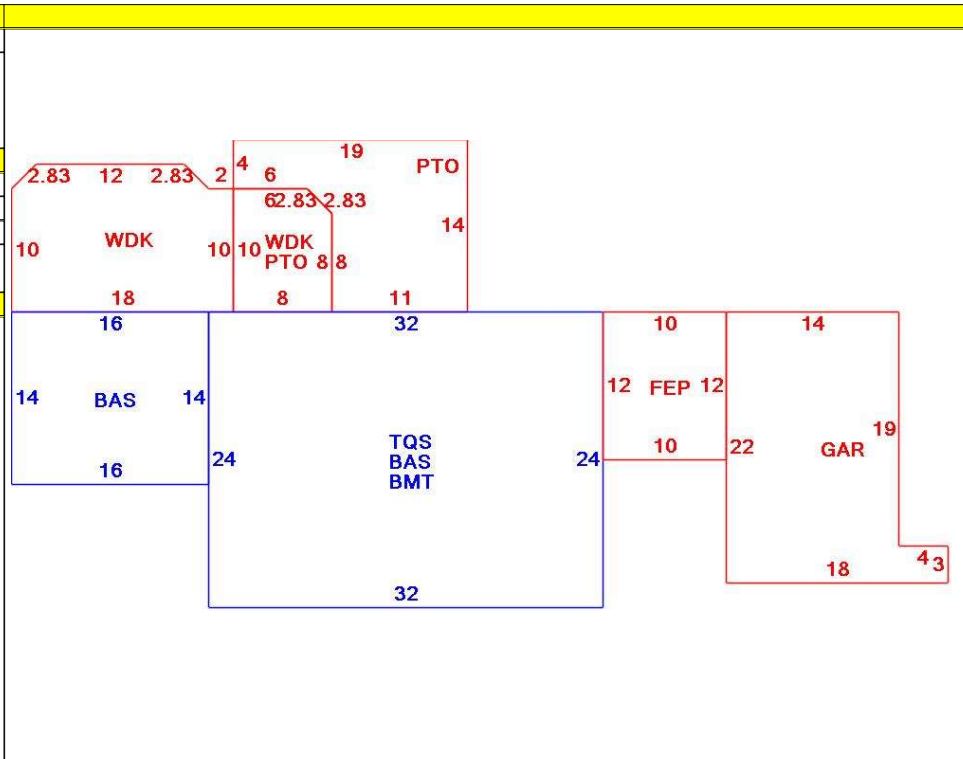 19
4
PTO
2.83 12 2.83 2 6
62.83 2.83
14
WDK
10 10 10
WDK
PTO 8 8
18 8 11
16 32 10 14
14 BAS 14
12 FEP 12
19
TQS
BAS
BMT
24 24
10 22 GAR
16
4 3
18
32